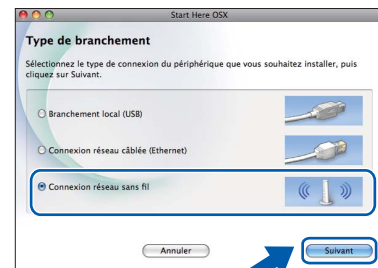 Start Here OSX
Type de branchement
Sélectionnez le type de connexion du périphérique que vous souhaitez installer, puis
cliquez sur Suivant.
Branchement local (USB)
Connexion réseau câblée (Ethernet)
Connexion réseau sans fil
Annuler
Suivant